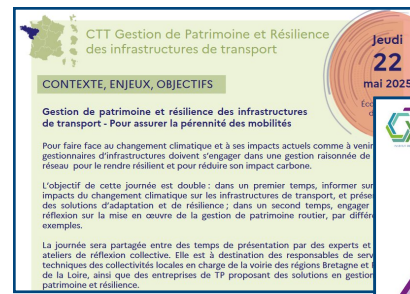 CTT Gestion de Patrimoine et Résilience
des infrastructures de transport
Jeudi
22
mai 2025
CONTEXTE, ENJEUX, OBJECTIFS
Gestion de patrimoine et résilience des infrastructures
de transport - Pour assurer la pérennité des mobilités
Pour faire face au changement climatique et à ses impacts actuels comme à venir
gestionnaires d'infrastructures doivent s'engager dans une gestion raisonnée de
réseau pour le rendre résilient et pour réduire son impact carbone.
L'objectif de cette journée est double : dans un premier temps, informer sur
impacts du changement climatique sur les infrastructures de transport, et
des solutions d'adaptation et de résilience ; dans un second temps, engager
réflexion sur la mise en œuvre de la gestion de patrimoine routier, par
exemples.
La journée sera partagée entre des temps de présentation par des experts et
ateliers de réflexion collective. Elle est à destination des responsables de
techniques des collectivités locales en charge de la voirie des régions Bretagne et
de la Loire, ainsi que des entreprises de TP proposant des solutions en
patrimoine et résilience.